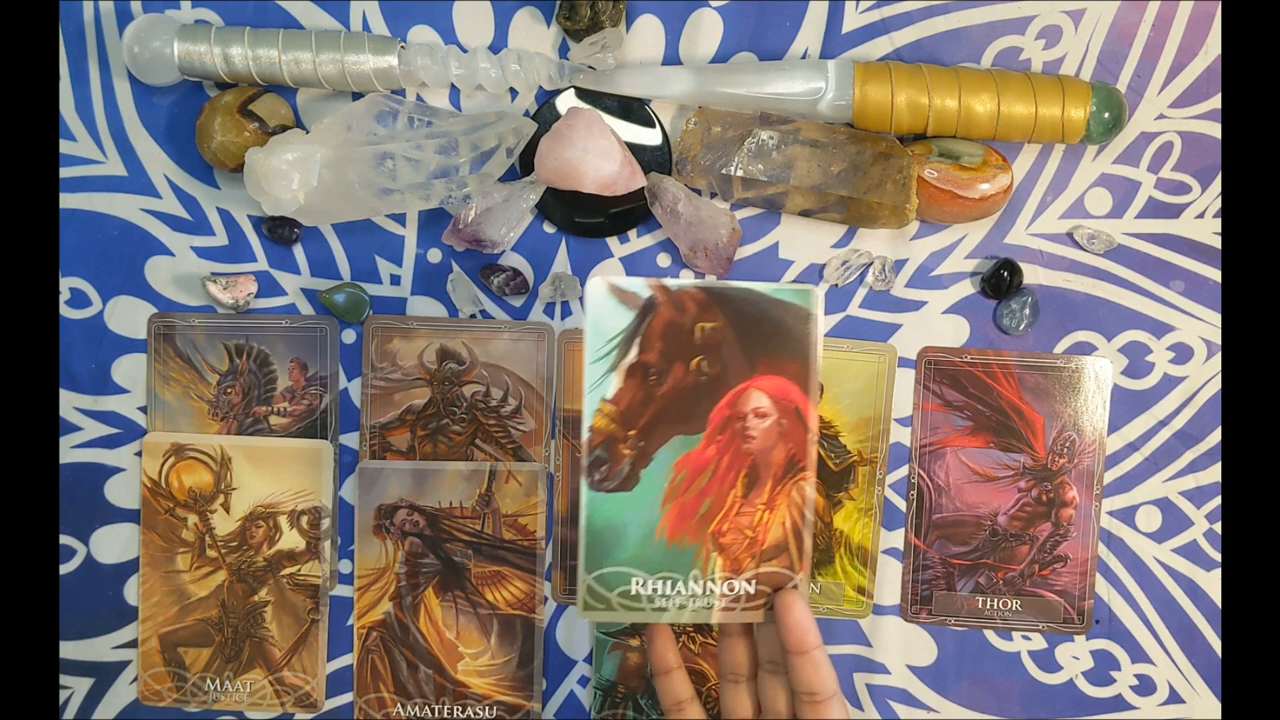 RHIANNON
SELF-TRUST
N
THOR
ACTION
MAAT
JUSTICE
AMATERASU